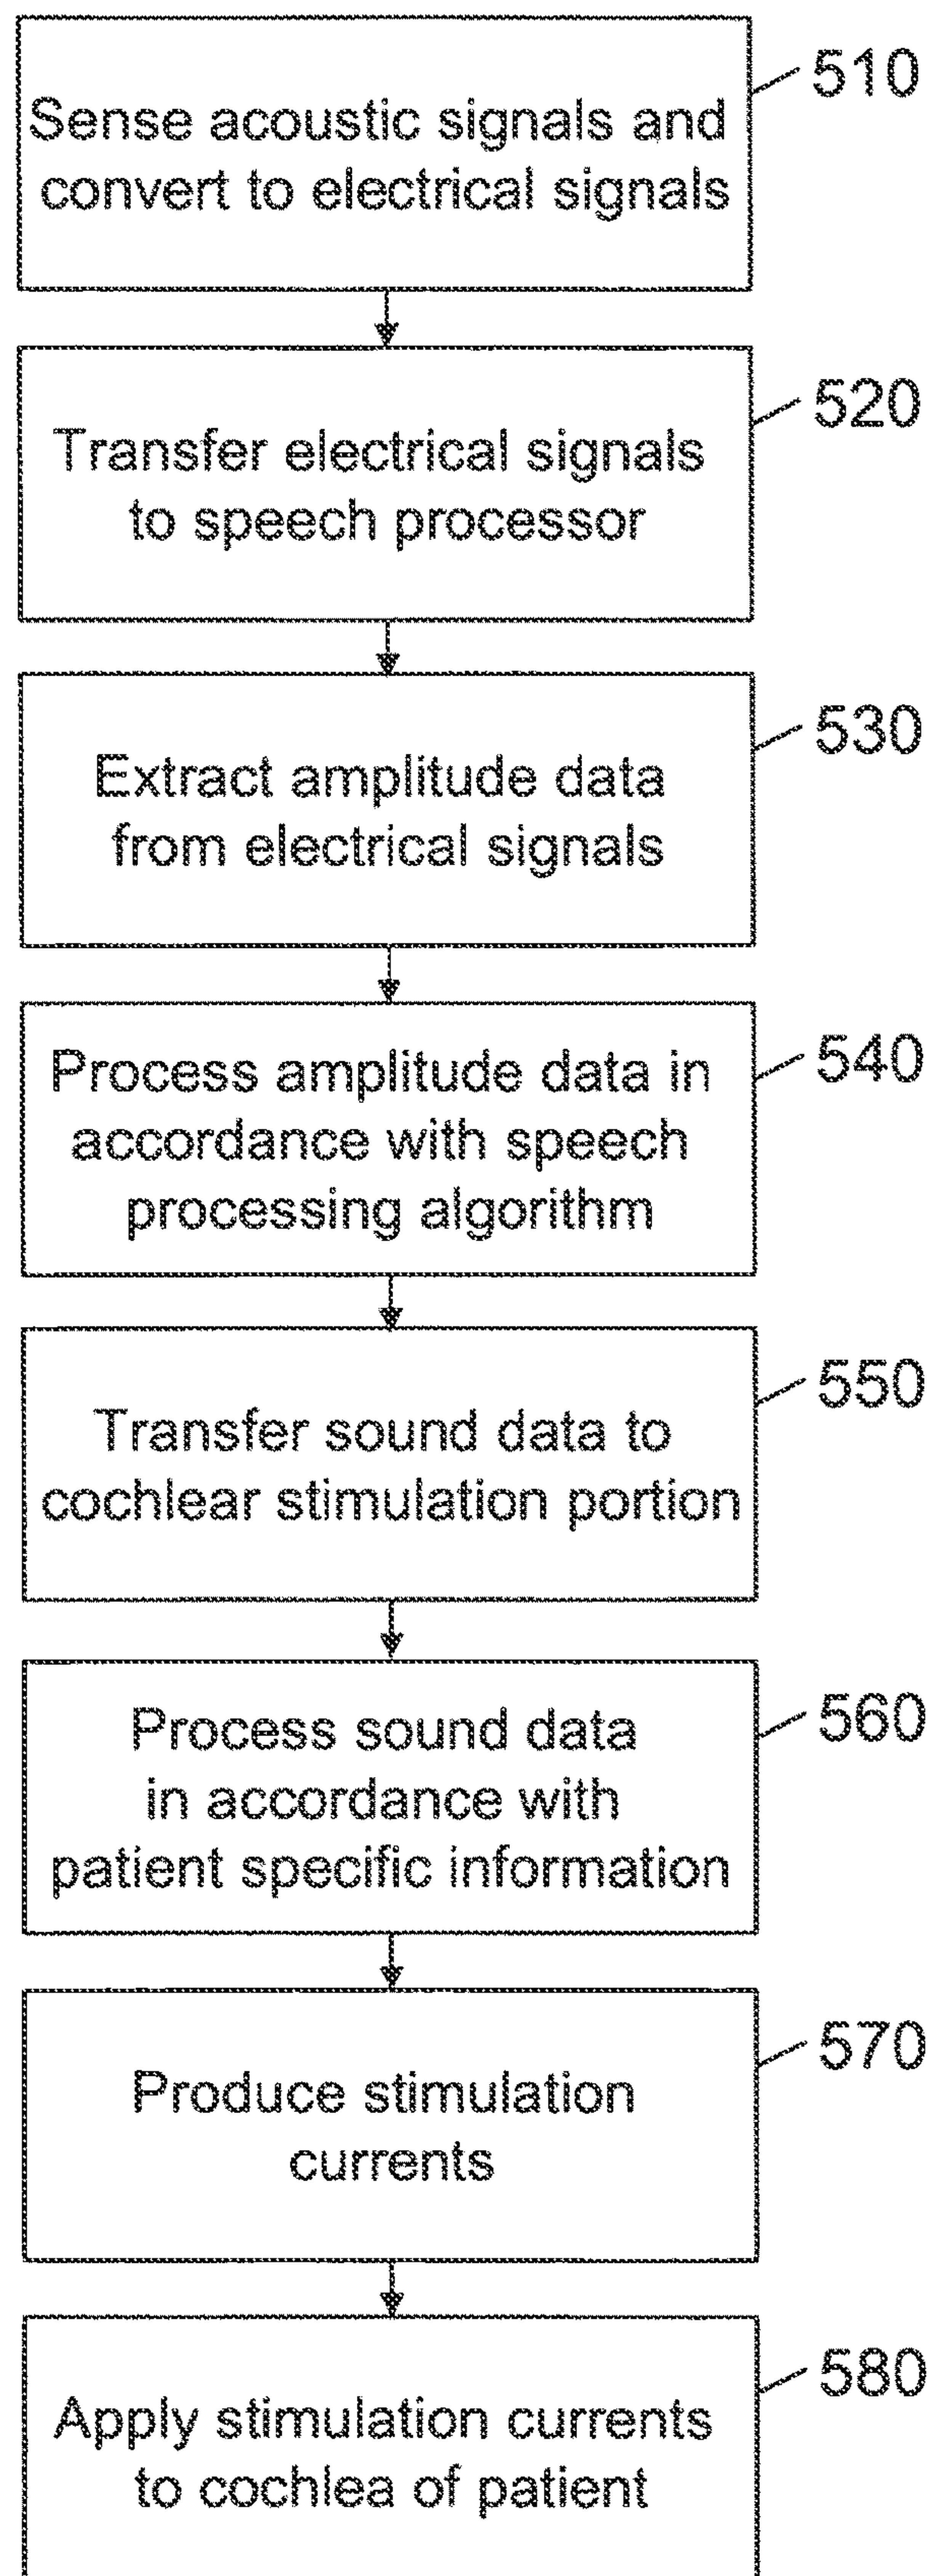 510
Sense acoustic signals and
convert to electrical signals
520
Transfer electrical signals
to speech processor
530
Extract amplitude data
from electrical signals
540
Process amplitude data in
accordance with speech
processing algorithm
550
Transfer sound data to
cochlear stimulation portion
560
Process sound data
in accordance with
patient specific information
570
Produce stimulation
currents
580
Apply stimulation currents
to cochlea of patient